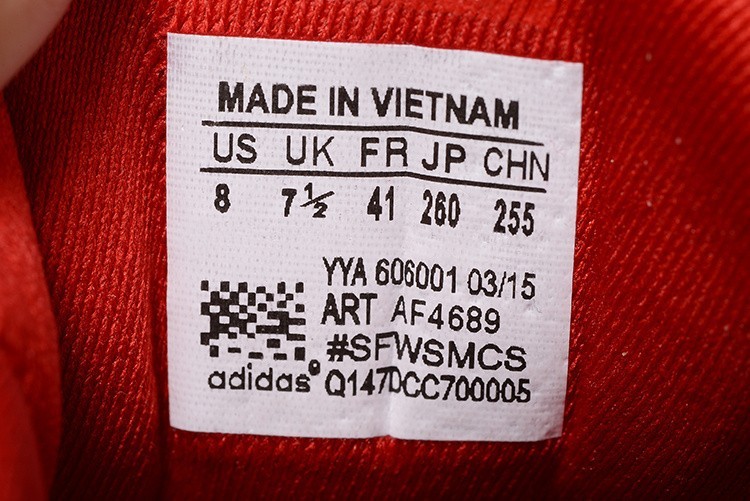 MADE IN VIETNAM
US UK FR JP CHN
8 7½ 41 260 255
YYA 606001 03/15
ART AF4689
#SFWSMCS
adidas® Q147DCC700005